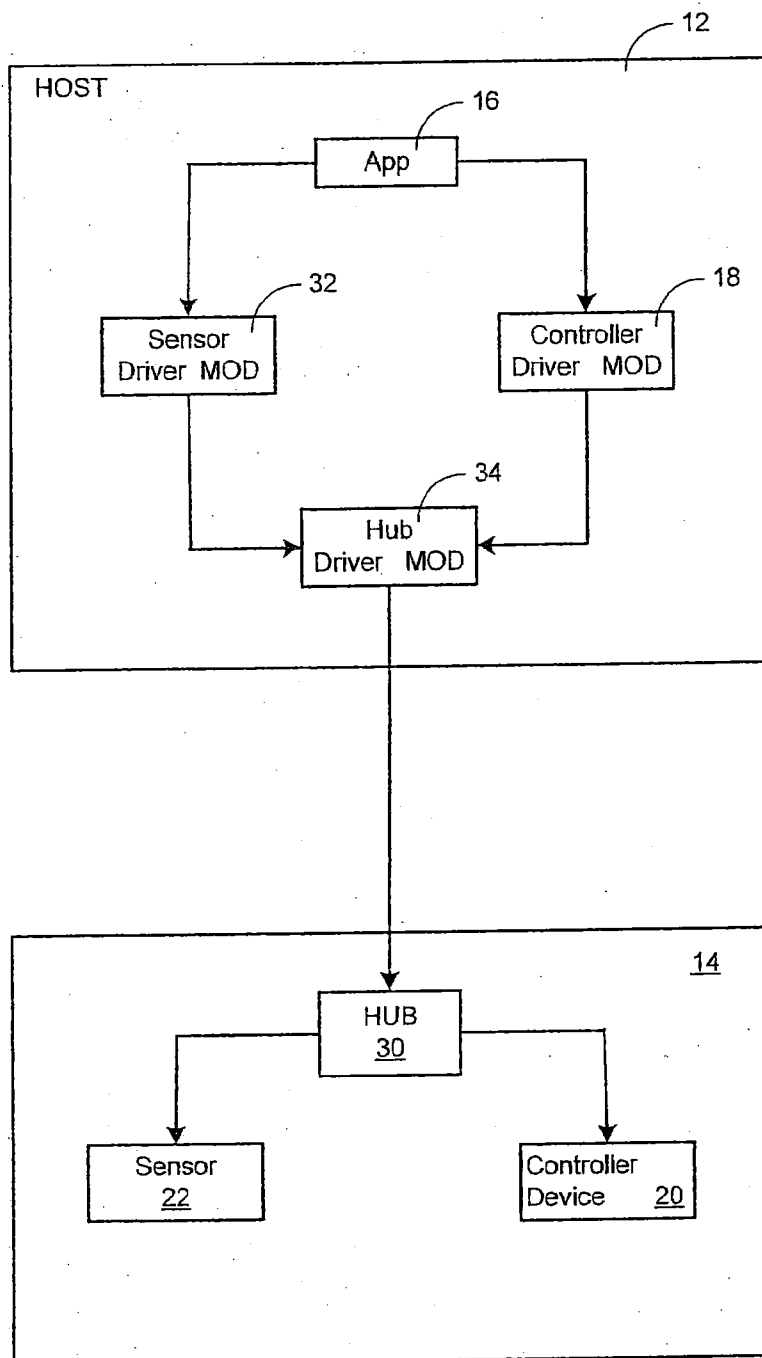 12
HOST
16
App
32
18
Sensor
Driver MOD
Controller
Driver MOD
34
Hub
Driver MOD
14
HUB
30
Sensor
22
Controller
Device 20